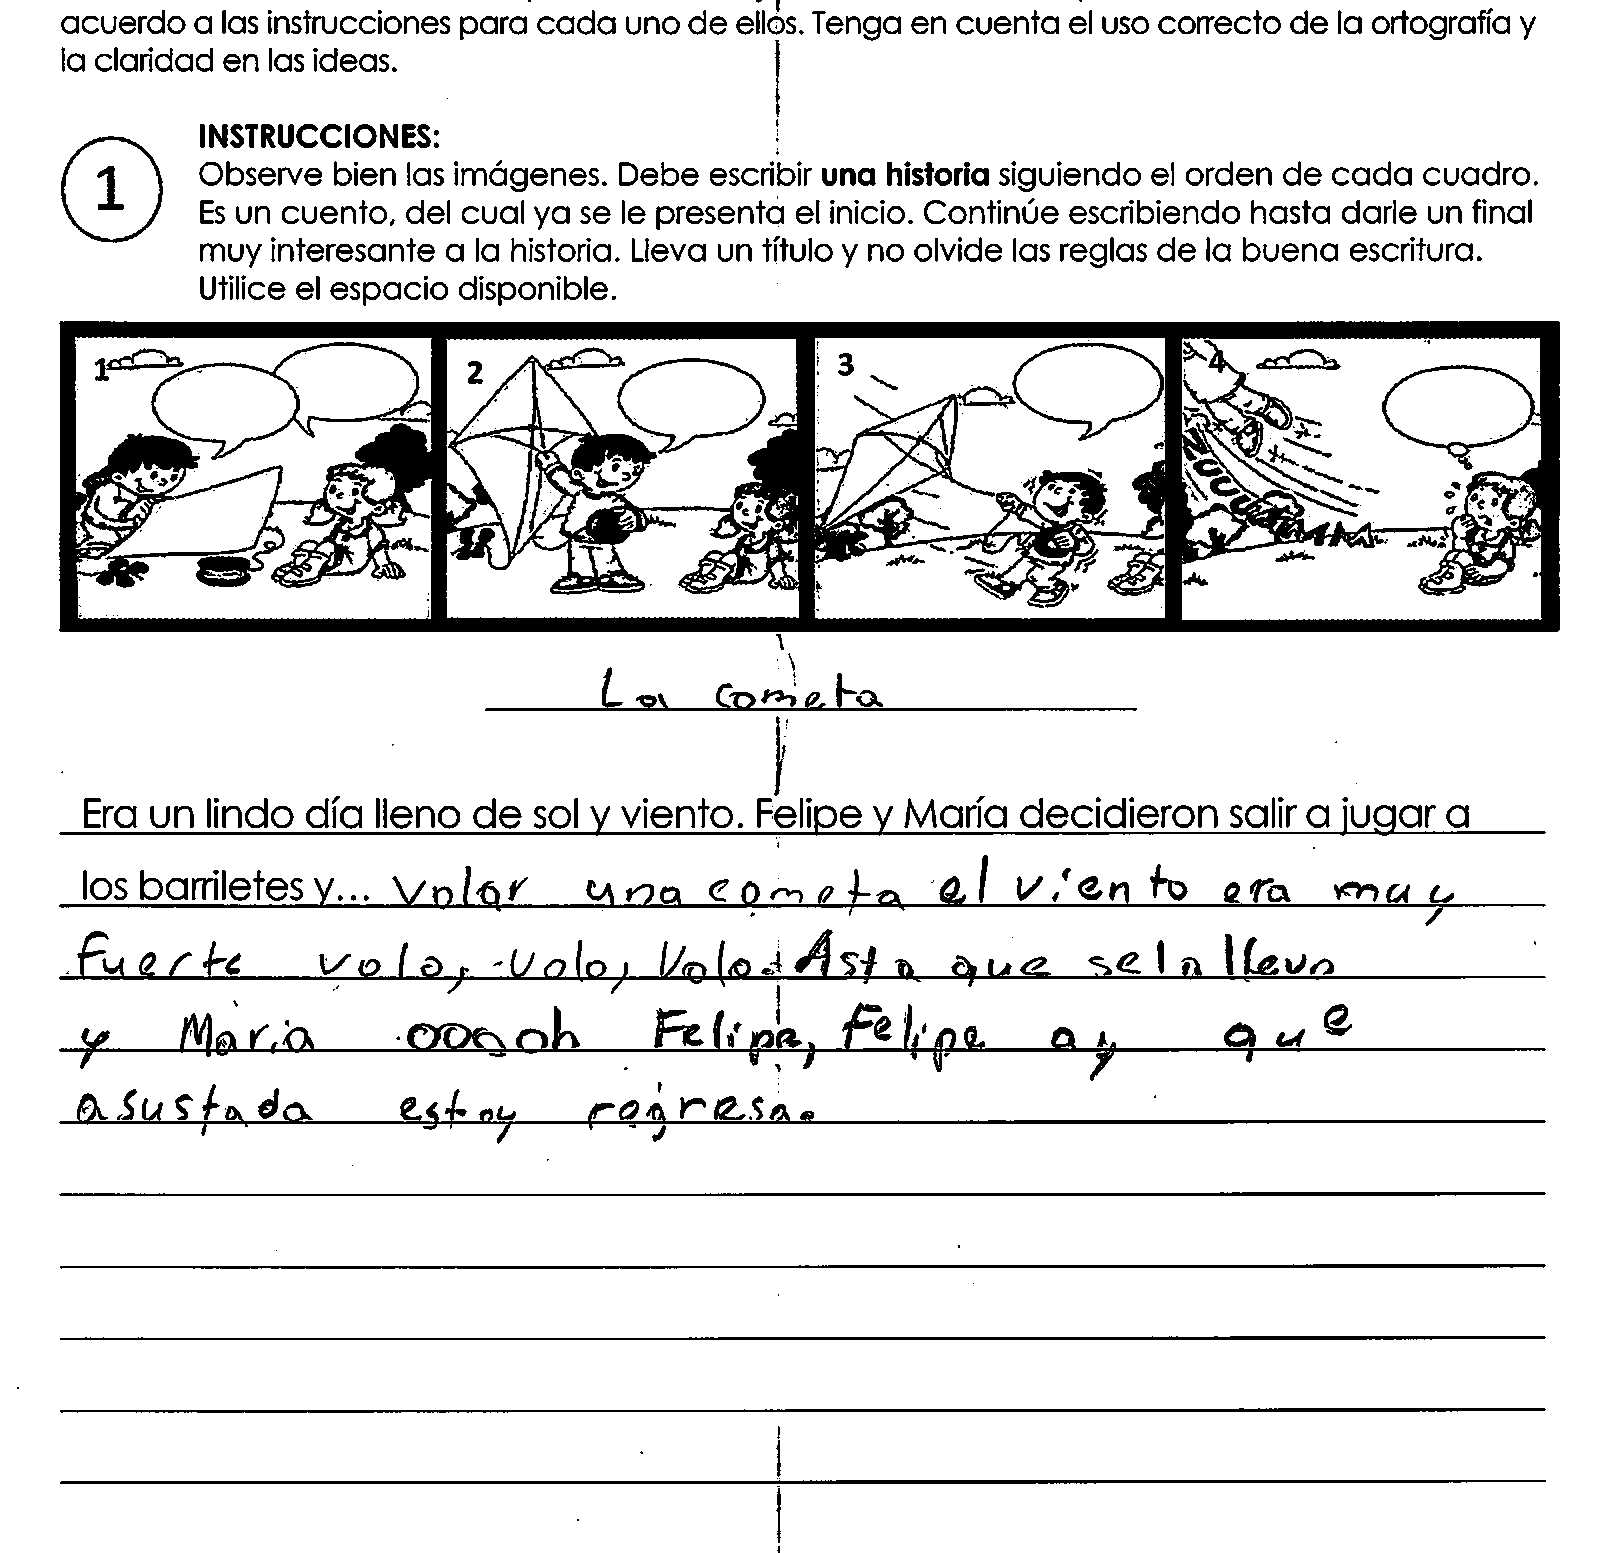 acuerdo a las instrucciones para cada uno de ellos. Tenga en cuenta el uso correcto de la ortografía y
la claridad en las ideas.
1
INSTRUCCIONES:
Observe bien las imágenes. Debe escribir una historia siguiendo el orden de cada cuadro.
Es un cuento, del cual ya se le presenta el inicio. Continúe escribiendo hasta darle un final
muy interesante a la historia. Lleva un título y no olvide las reglas de la buena escritura.
Utilice el espacio disponible.
1
2
3
4
La cometa
Era un lindo día lleno de sol y viento. Felipe y María decidieron salir a jugar a
los barriletes y... volar una cometa el viento era muy
fuerte volo, volo, Volo. Asta que sela llevo
y Maria ooooh Felipe, Felipe ay que
asustada estoy regresa.